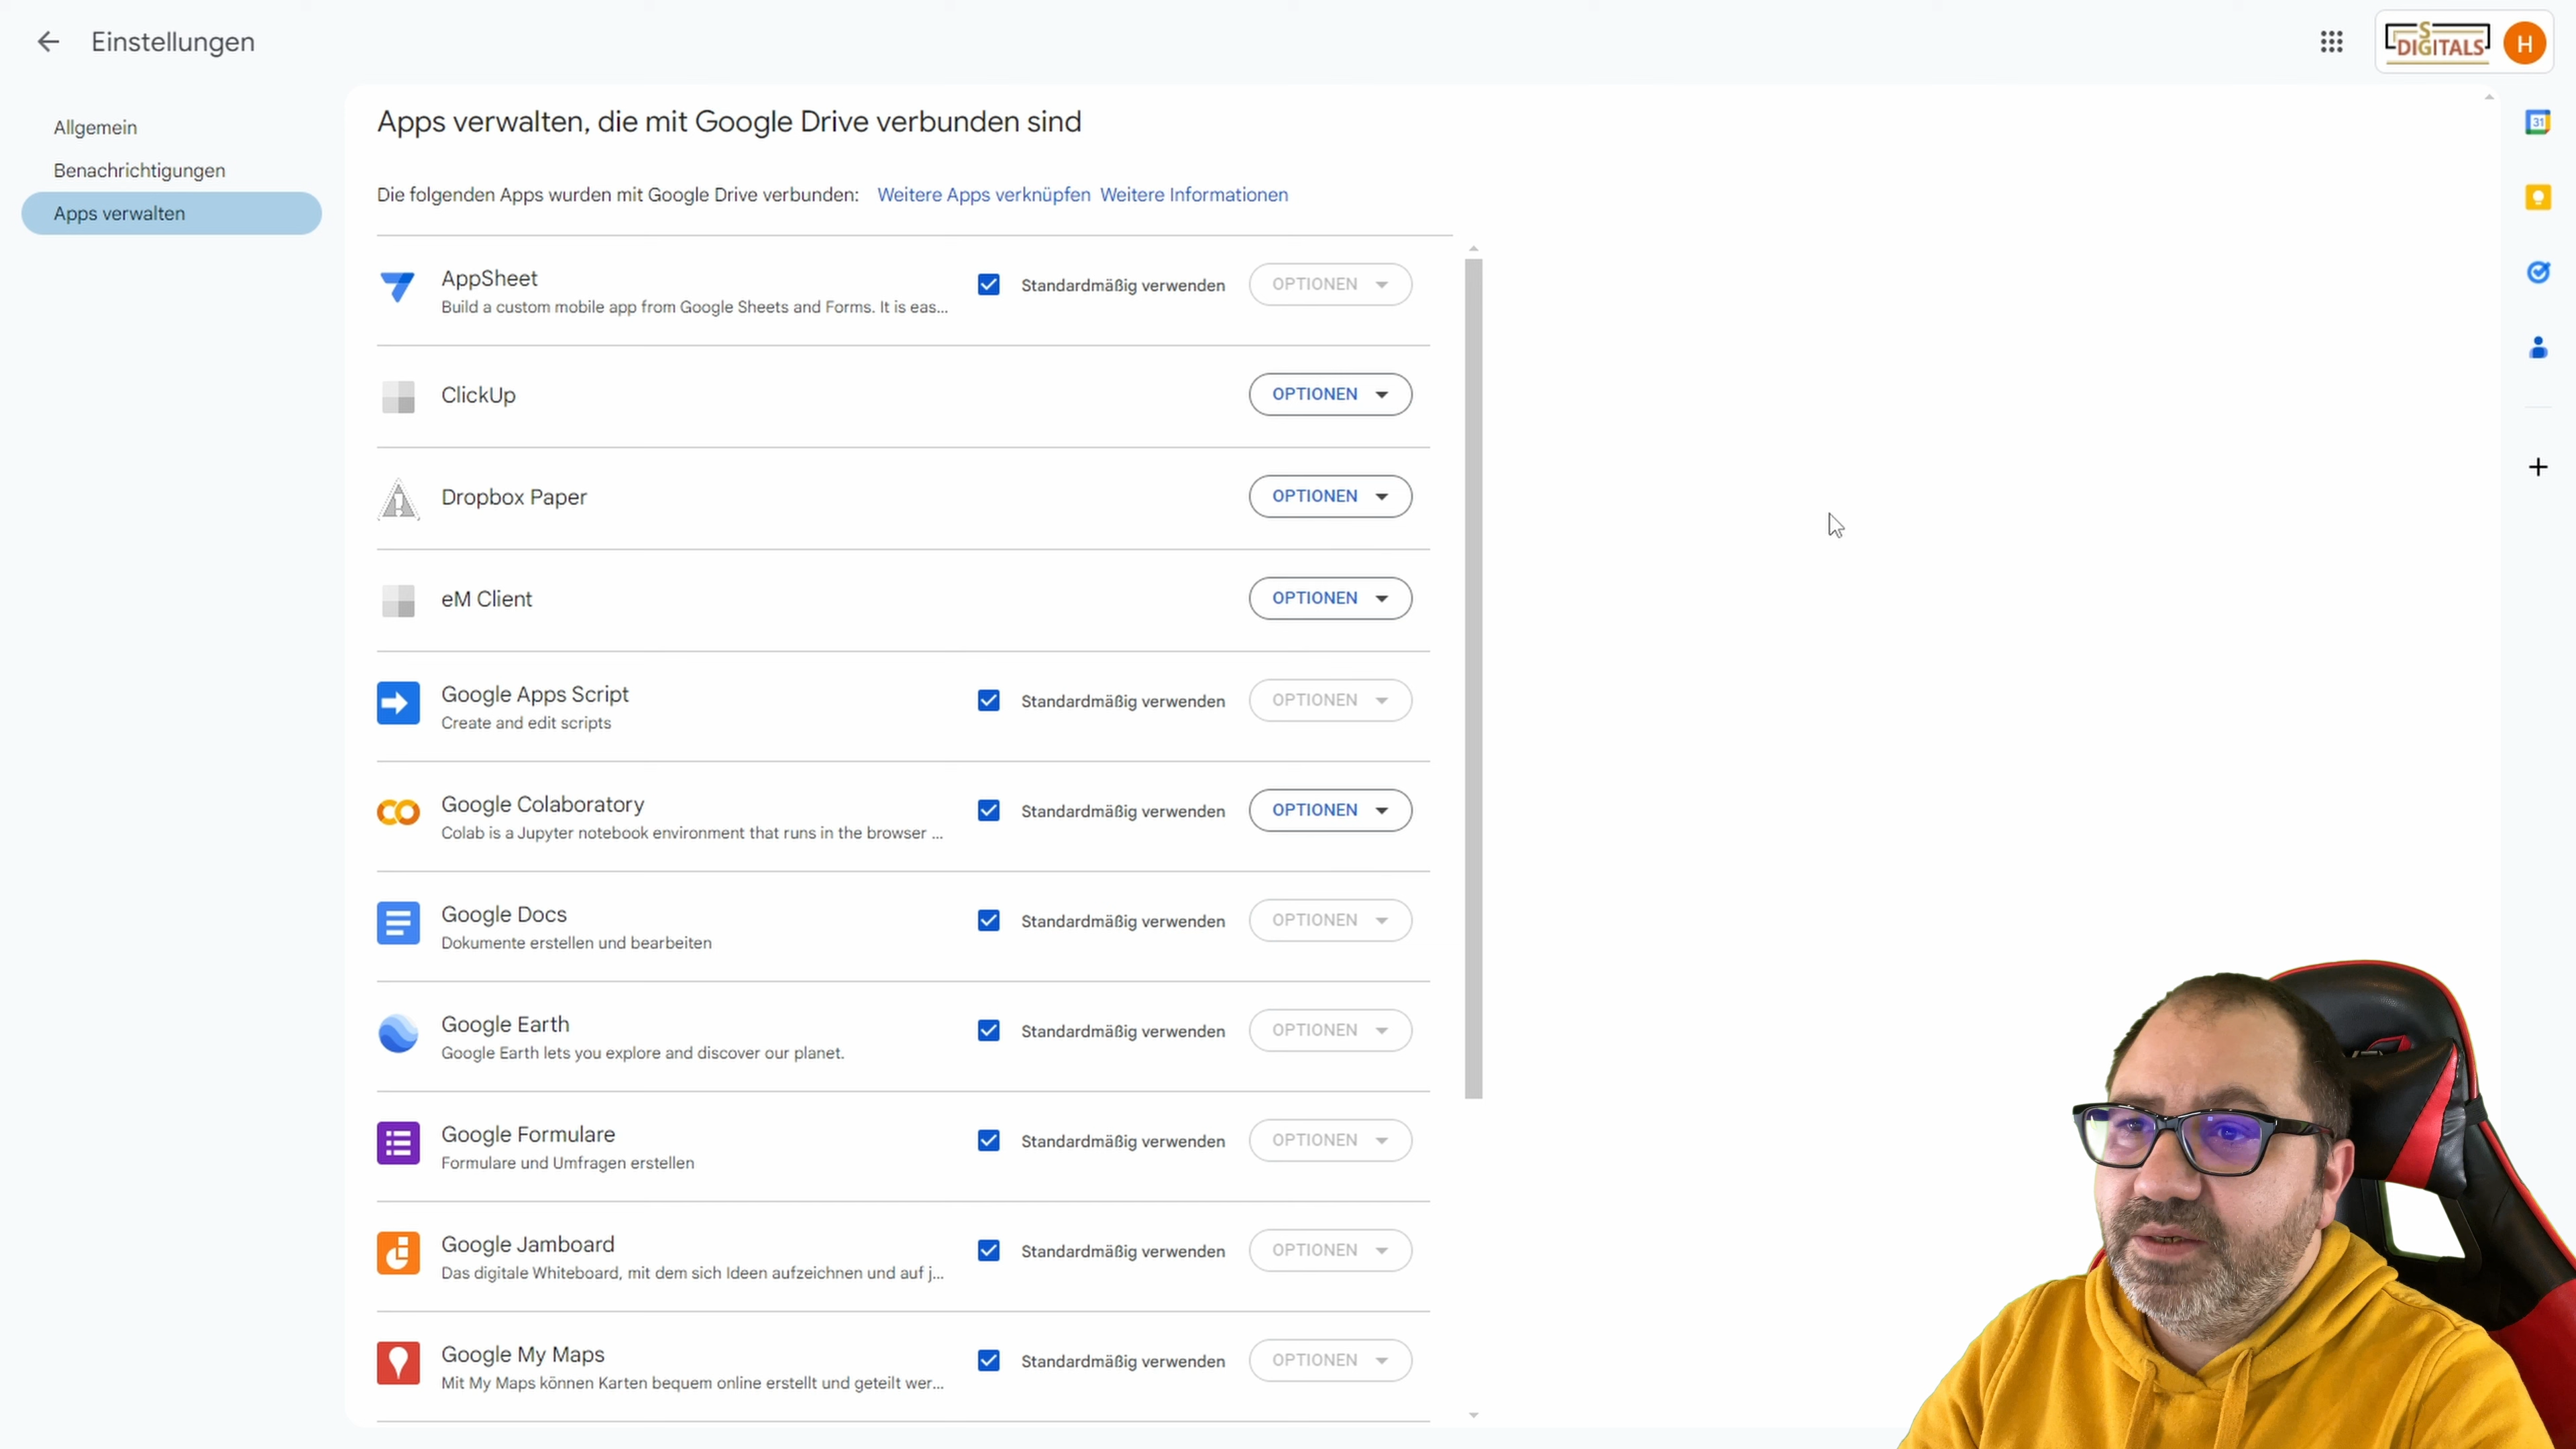 Einstellungen
S
DIGITALS
H
Allgemein
Benachrichtigungen
Apps verwalten
Apps verwalten, die mit Google Drive verbunden sind
Die folgenden Apps wurden mit Google Drive verbunden: Weitere Apps verknüpfen Weitere Informationen
AppSheet
Build a custom mobile app from Google Sheets and Forms. It is eas...
Standardmäßig verwenden
OPTIONEN
ClickUp
OPTIONEN
Dropbox Paper
OPTIONEN
eM Client
OPTIONEN
Google Apps Script
Create and edit scripts
Standardmäßig verwenden
OPTIONEN
Google Colaboratory
Colab is a Jupyter notebook environment that runs in the browser ...
Standardmäßig verwenden
OPTIONEN
Google Docs
Dokumente erstellen und bearbeiten
Standardmäßig verwenden
OPTIONEN
Google Earth
Google Earth lets you explore and discover our planet.
Standardmäßig verwenden
OPTIONEN
Google Formulare
Formulare und Umfragen erstellen
Standardmäßig verwenden
OPTIONEN
Google Jamboard
Das digitale Whiteboard, mit dem sich Ideen aufzeichnen und auf j...
Standardmäßig verwenden
OPTIONEN
Google My Maps
Mit My Maps können Karten bequem online erstellt und geteilt wer...
Standardmäßig verwenden
OPTIONEN
31